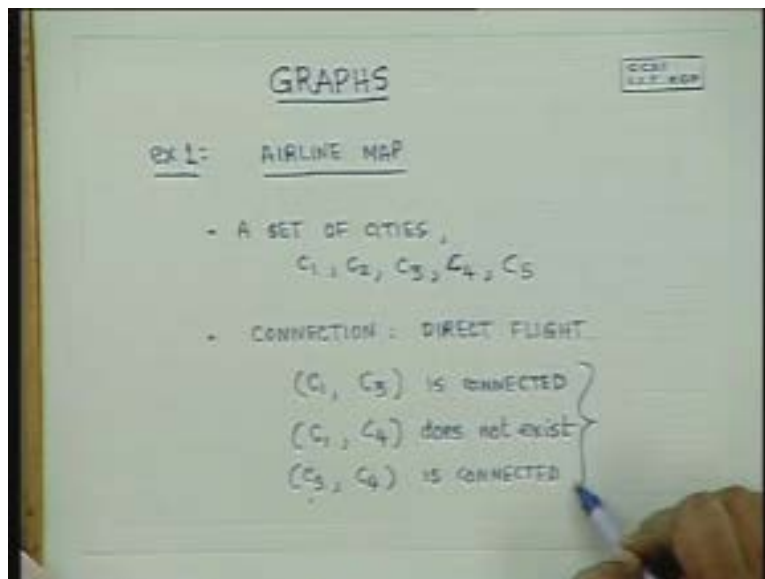 GRAPHS
ex 1: AIRLINE MAP
- A SET OF CITIES,
C1, C2, C3, C4, C5
- CONNECTION: DIRECT FLIGHT
(C1, C3) IS CONNECTED
(C1, C4) does not exist
C4) IS CONNECTED
I.I.T. KGP